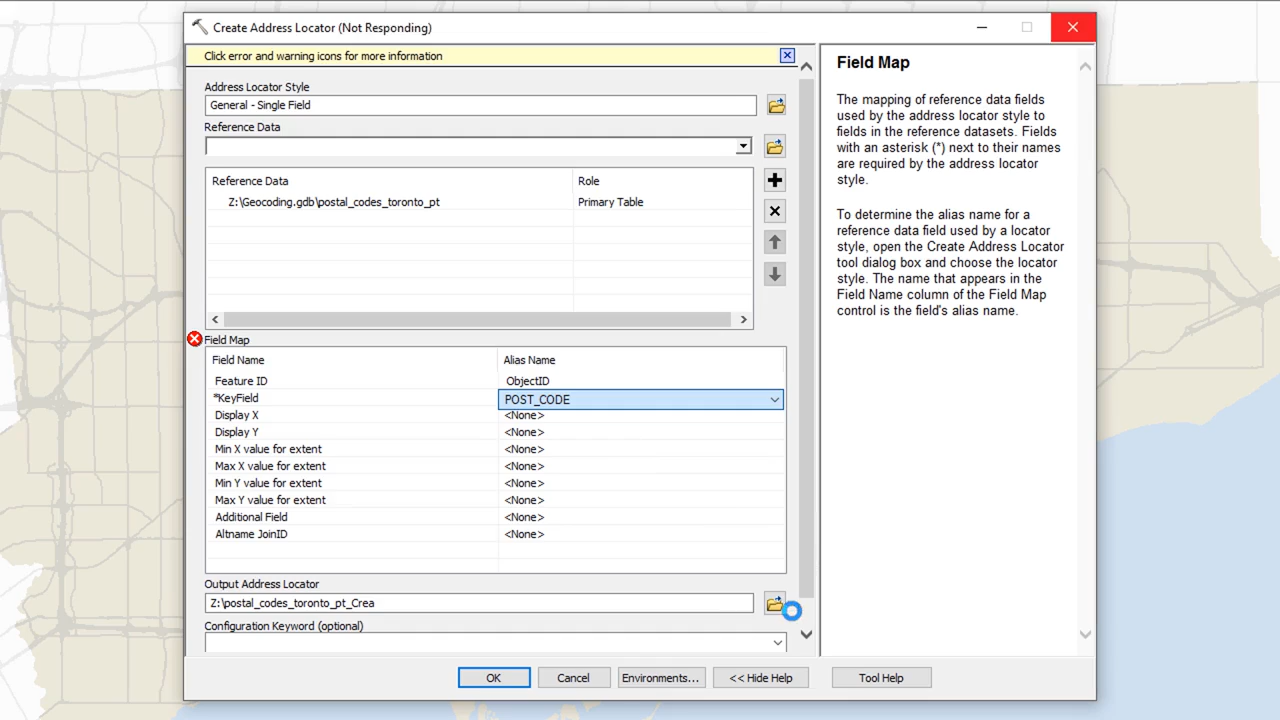 Create Address Locator (Not Responding)
Click error and warning icons for more information
Address Locator Style
General - Single Field
Reference Data
Reference Data Role
Z:\Geocoding.gdb\postal_codes_toronto_pt Primary Table
Field Map
Field Name Alias Name
Feature ID ObjectID
*KeyField POST_CODE
Display X <None>
Display Y <None>
Min X value for extent <None>
Max X value for extent <None>
Min Y value for extent <None>
Max Y value for extent <None>
Additional Field <None>
Altname JoinID <None>
Output Address Locator
Z:\postal_codes_toronto_pt_Crea
Configuration Keyword (optional)
OK Cancel Environments... << Hide Help Tool Help
Field Map
The mapping of reference data fields
used by the address locator style to
fields in the reference datasets. Fields
with an asterisk (*) next to their names
are required by the address locator
style.
To determine the alias name for a
reference data field used by a locator
style, open the Create Address Locator
tool dialog box and choose the locator
style. The name that appears in the
Field Name column of the Field Map
control is the field's alias name.